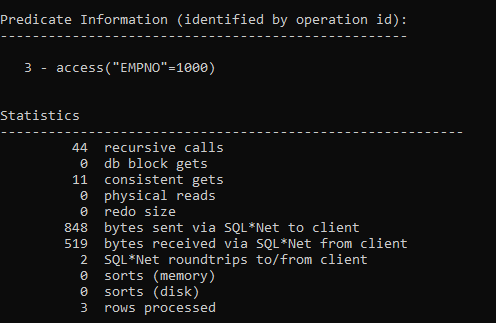 Predicate Information (identified by operation id):
---------------------------------------------------
3 - access("EMPNO"=1000)
Statistics
----------------------------------------------------------
44 recursive calls
0 db block gets
11 consistent gets
0 physical reads
0 redo size
848 bytes sent via SQL*Net to client
519 bytes received via SQL*Net from client
2 SQL*Net roundtrips to/from client
0 sorts (memory)
0 sorts (disk)
3 rows processed